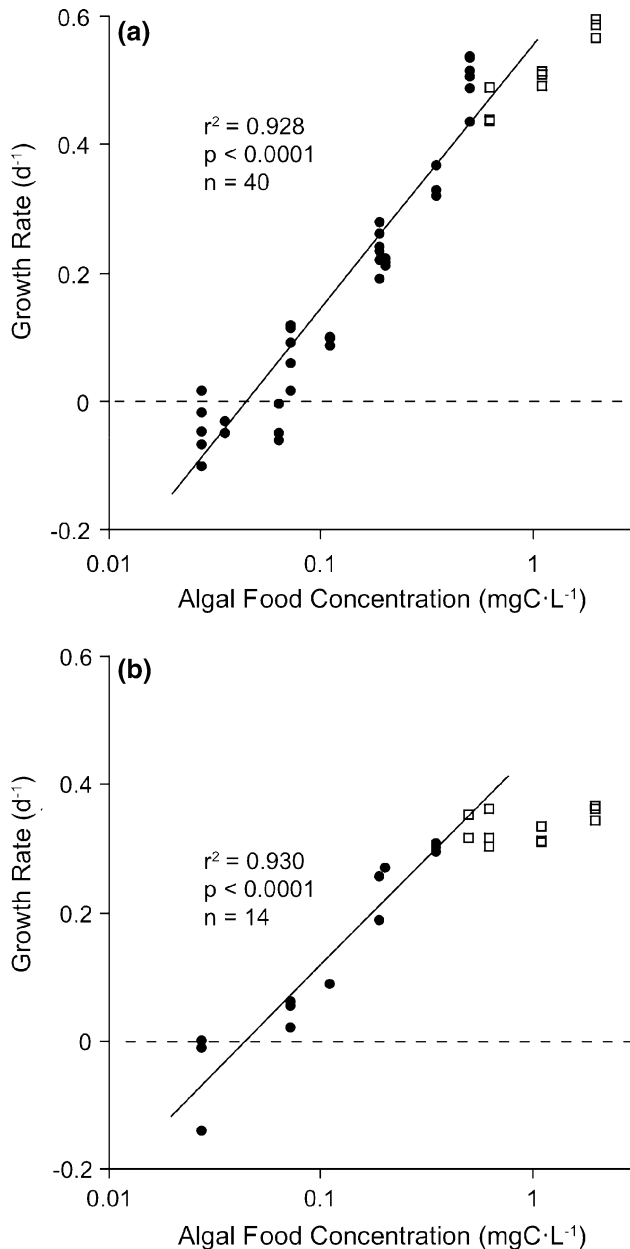 (a)
0.6
0.4
0.2
0
-0.2
Growth Rate (d⁻¹)
r² = 0.928
p < 0.0001
n = 40
0.01
0.1
1
Algal Food Concentration (mgC·L⁻¹)
(b)
0.6
0.4
0.2
0
-0.2
Growth Rate (d⁻¹)
r² = 0.930
p < 0.0001
n = 14
0.01
0.1
1
Algal Food Concentration (mgC·L⁻¹)